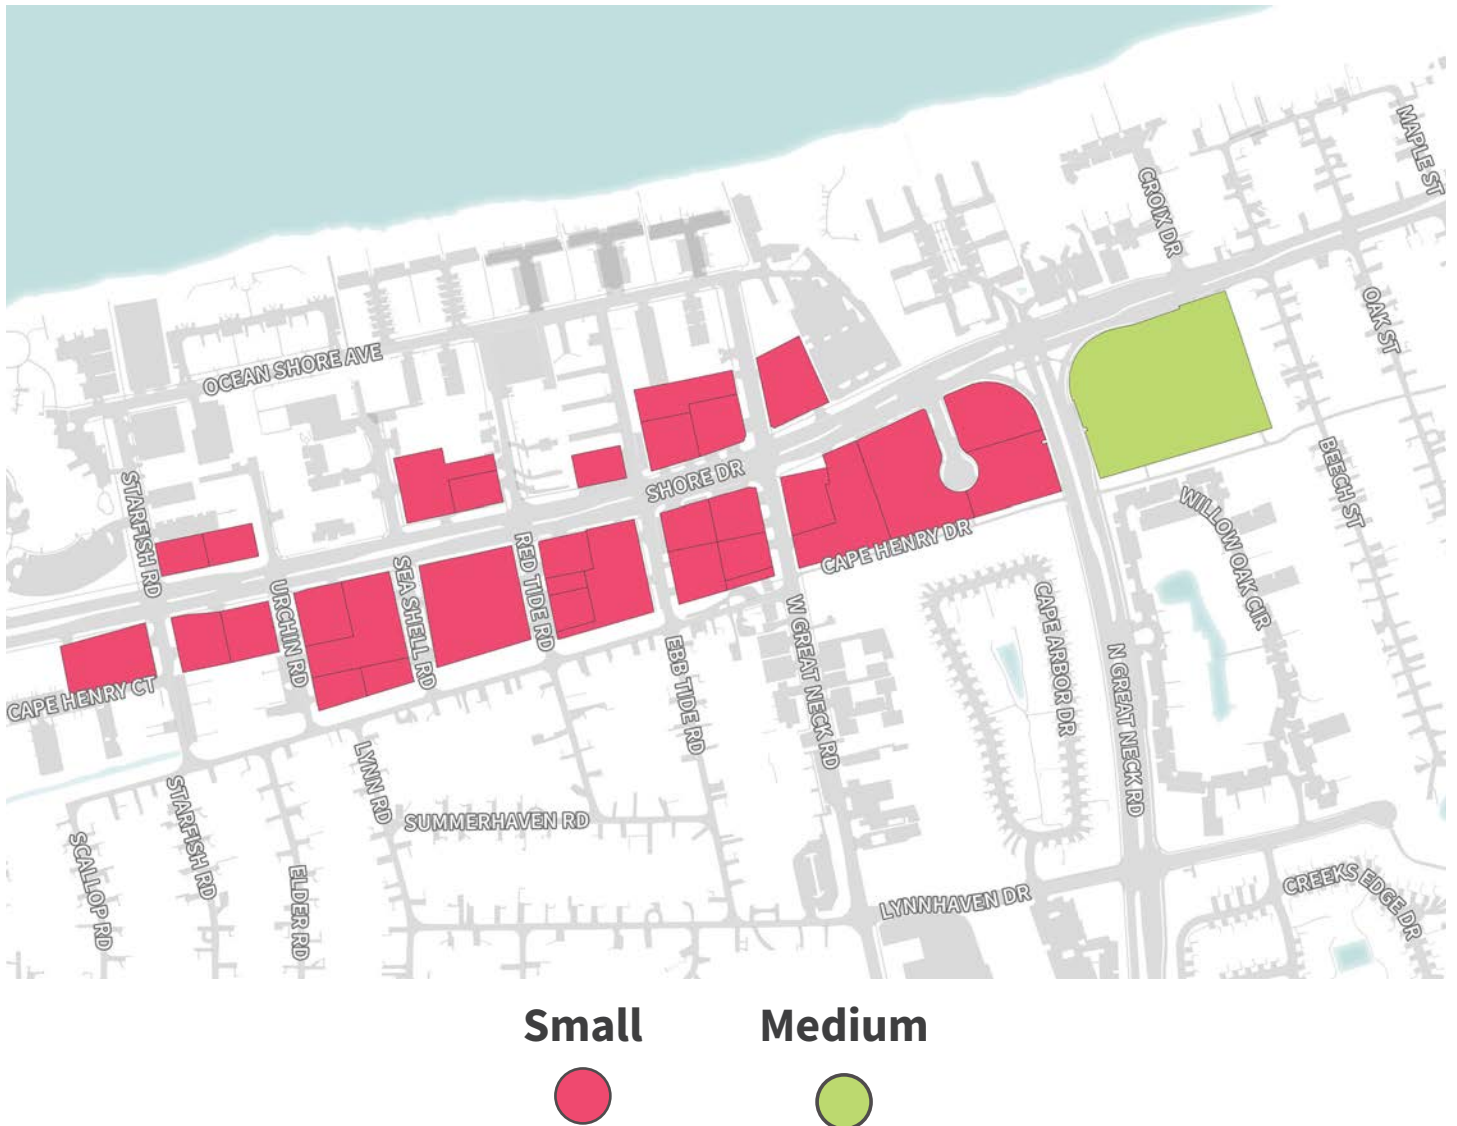 MAPLE ST
CROIX DR
OAK ST
OCEAN SHORE AVE
SHORE DR
BEECH ST
STARFISH RD
WILLOW OAK CIR
RED TIDE RD
CAPE HENRY DR
SEA SHELL RD
URCHIN RD
CAPE ARBOR DR
W GREAT NECK RD
EBB TIDE RD
N GREAT NECK RD
CAPE HENRY CT
LYNN RD
STARFISH RD
SUMMERHAVEN RD
SCALLOP RD
ELDER RD
LYNNHAVEN DR
CREEKS EDGE DR
Small
Medium